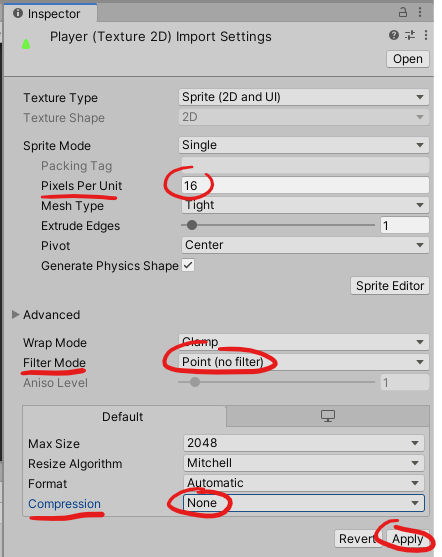 Inspector
Player (Texture 2D) Import Settings
Open
Texture Type Sprite (2D and UI)
Texture Shape 2D
Sprite Mode Single
Packing Tag
Pixels Per Unit 16
Mesh Type Tight
Extrude Edges 1
Pivot Center
Generate Physics Shape
Sprite Editor
Advanced
Wrap Mode Clamp
Filter Mode Point (no filter)
Aniso Level 1
Default
Max Size 2048
Resize Algorithm Mitchell
Format Automatic
Compression None
Revert Apply